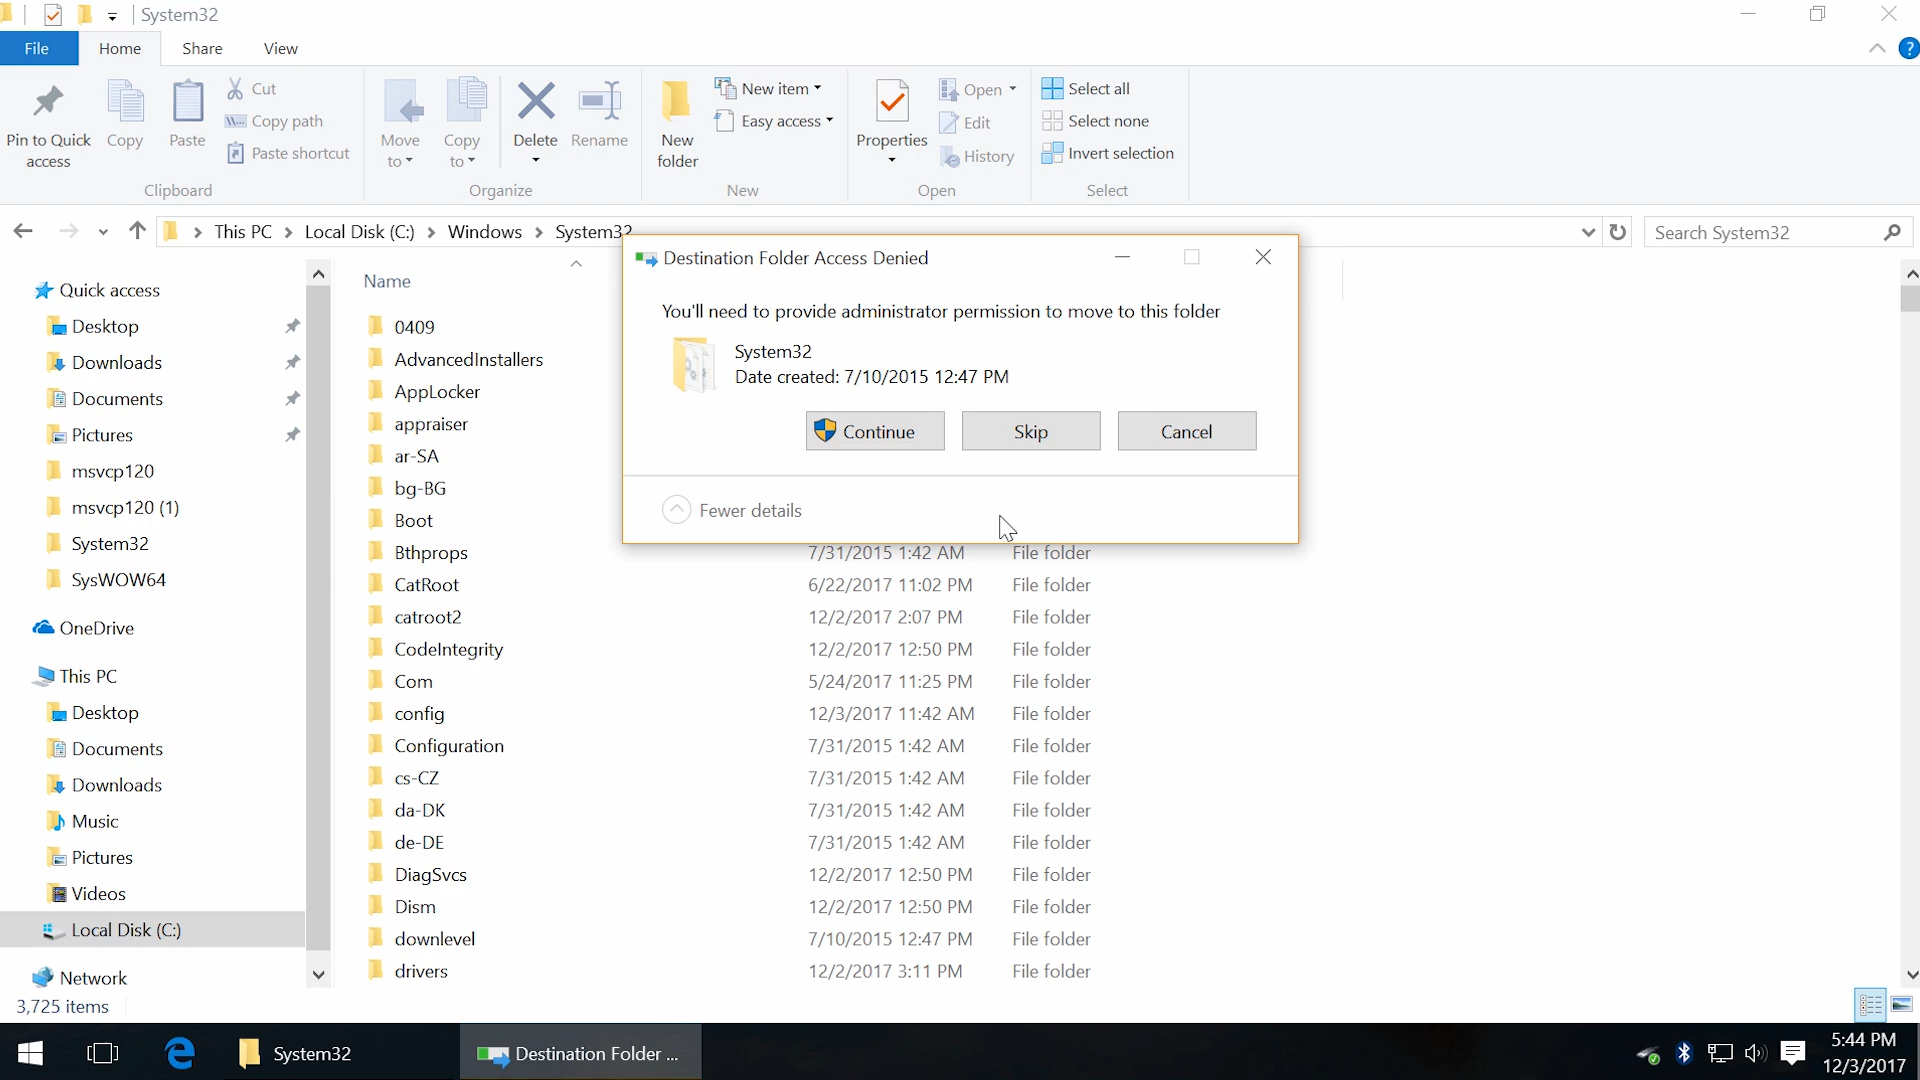 System32
File
Home
Share
View
?
Pin to Quick
access
Copy
Paste
Cut
Copy path
Paste shortcut
Clipboard
Move
to
Copy
to
Delete
Rename
Organize
New
folder
New item
Easy access
New
Properties
Open
Edit
History
Open
Select all
Select none
Invert selection
Select
This PC
Local Disk (C:)
Windows
System32
Search System32
Quick access
Desktop
Downloads
Documents
Pictures
msvcp120
msvcp120 (1)
System32
SysWOW64
OneDrive
This PC
Desktop
Documents
Downloads
Music
Pictures
Videos
Local Disk (C:)
Network
Name
0409
AdvancedInstallers
AppLocker
appraiser
ar-SA
bg-BG
Boot
Bthprops 7/31/2015 1:42 AM File folder
CatRoot 6/22/2017 11:02 PM File folder
catroot2 12/2/2017 2:07 PM File folder
CodeIntegrity 12/2/2017 12:50 PM File folder
Com 5/24/2017 11:25 PM File folder
config 12/3/2017 11:42 AM File folder
Configuration 7/31/2015 1:42 AM File folder
cs-CZ 7/31/2015 1:42 AM File folder
da-DK 7/31/2015 1:42 AM File folder
de-DE 7/31/2015 1:42 AM File folder
DiagSvcs 12/2/2017 12:50 PM File folder
Dism 12/2/2017 12:50 PM File folder
downlevel 7/10/2015 12:47 PM File folder
drivers 12/2/2017 3:11 PM File folder
Destination Folder Access Denied
You'll need to provide administrator permission to move to this folder
System32
Date created: 7/10/2015 12:47 PM
Continue
Skip
Cancel
Fewer details
3,725 items
System32
Destination Folder ...
5:44 PM
12/3/2017